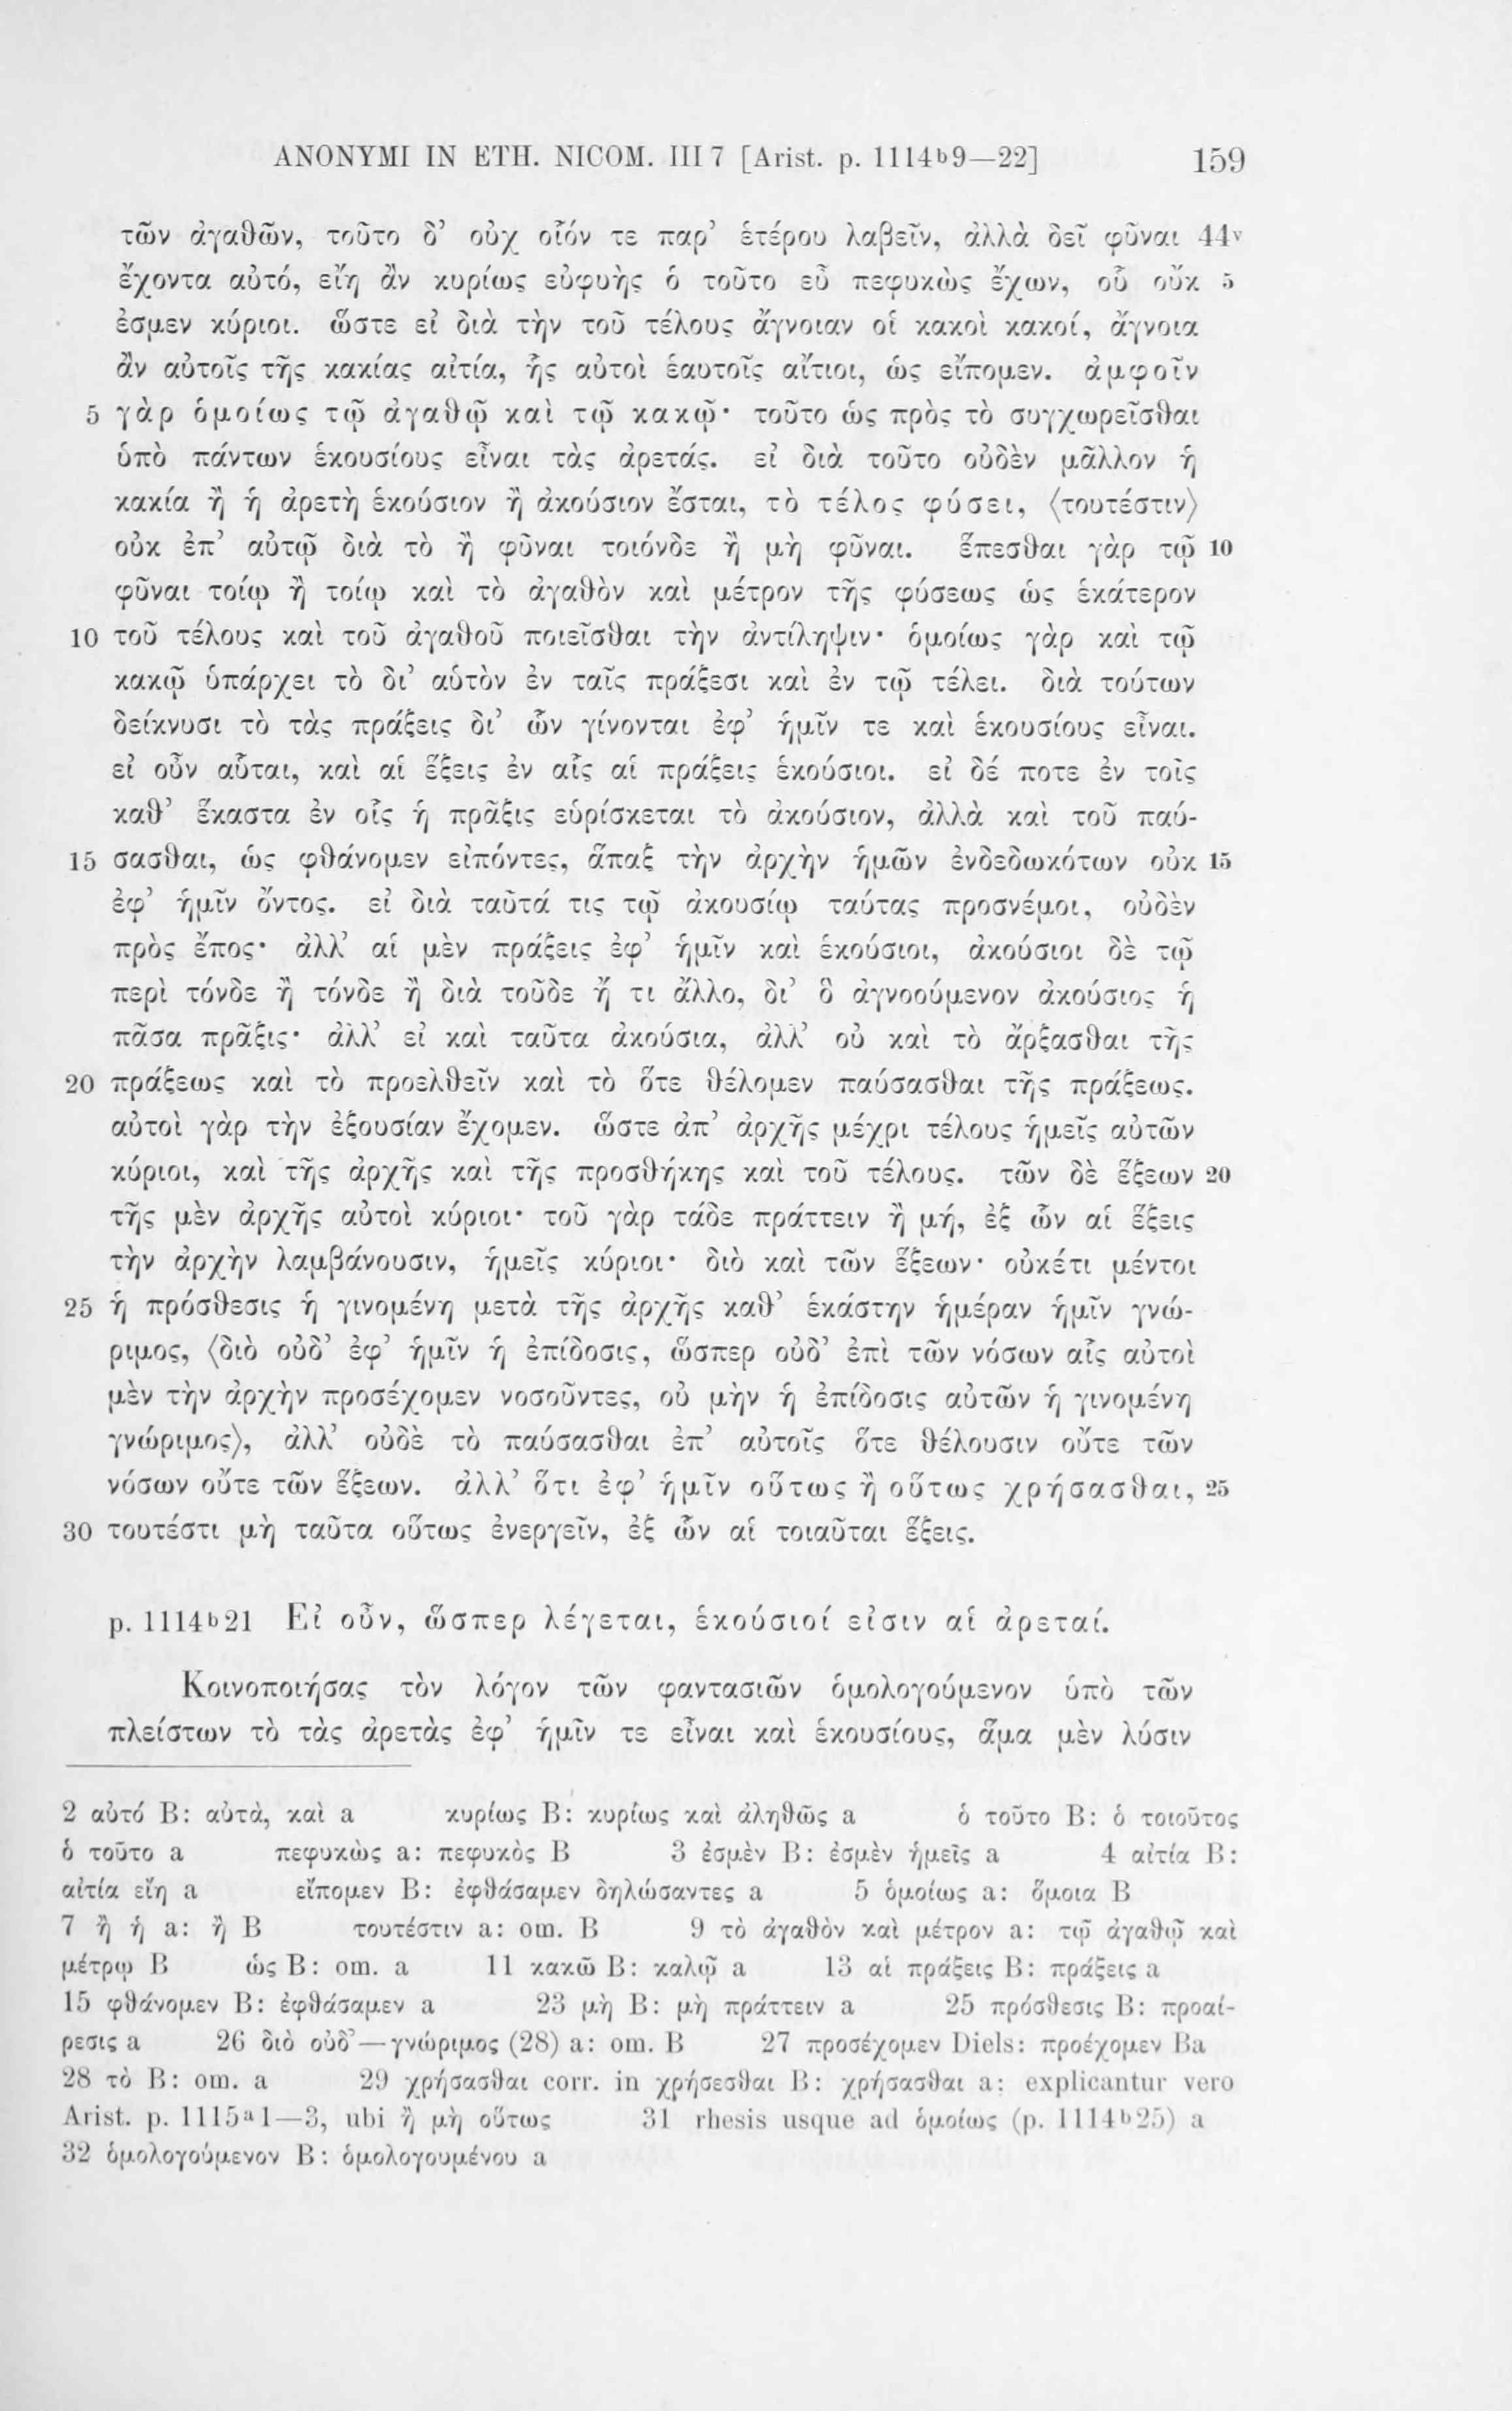 ANONYMI IN ETH. NICOM. III 7 [Arist. p. 1114b9—22] 159
τῶν ἀγαθῶν, τοῦτο δ’ οὐχ οἷόν τε παρ’ ἑτέρου λαβεῖν, ἀλλὰ δεῖ φῦναι 44v
ἔχοντα αὐτό, εἴη ἂν κυρίως εὐφυὴς ὁ τοῦτο εὖ πεφυκὼς ἔχων, οὗ οὔκ 5
ἐσμεν κύριοι. ὥστε εἰ διὰ τὴν τοῦ τέλους ἄγνοιαν οἱ κακοὶ κακοί, ἄγνοια
ἂν αὐτοῖς τῆς κακίας αἰτία, ἧς αὐτοὶ ἑαυτοῖς αἴτιοι, ὡς εἴπομεν. ἀμφοῖν
5 γὰρ ὁμοίως τῷ ἀγαθῷ καὶ τῷ κακῷ· τοῦτο ὡς πρὸς τὸ συγχωρεῖσθαι
ὑπὸ πάντων ἑκουσίους εἶναι τὰς ἀρετάς. εἰ διὰ τοῦτο οὐδὲν μᾶλλον ἡ
κακία ἢ ἡ ἀρετὴ ἑκούσιον ἢ ἀκούσιον ἔσται, τὸ τέλος φύσει, ⟨τουτέστιν⟩
οὐκ ἐπ’ αὐτῷ διὰ τὸ ἢ φῦναι τοιόνδε ἢ μὴ φῦναι. ἕπεσθαι γὰρ τῷ 10
φῦναι τοίῳ ἢ τοίῳ καὶ τὸ ἀγαθὸν καὶ μέτρον τῆς φύσεως ὡς ἑκάτερον
10 τοῦ τέλους καὶ τοῦ ἀγαθοῦ ποιεῖσθαι τὴν ἀντίληψιν· ὁμοίως γὰρ καὶ τῷ
κακῷ ὑπάρχει τὸ δι’ αὑτὸν ἐν ταῖς πράξεσι καὶ ἐν τῷ τέλει. διὰ τούτων
δείκνυσι τὸ τὰς πράξεις δι’ ὧν γίνονται ἐφ’ ἡμῖν τε καὶ ἑκουσίους εἶναι.
εἰ οὖν αὗται, καὶ αἱ ἕξεις ἐν αἷς αἱ πράξεις ἑκούσιοι. εἰ δέ ποτε ἐν τοῖς
καθ’ ἕκαστα ἐν οἷς ἡ πρᾶξις εὑρίσκεται τὸ ἀκούσιον, ἀλλὰ καὶ τοῦ παύ-
15 σασθαι, ὡς φθάνομεν εἰπόντες, ἅπαξ τὴν ἀρχὴν ἡμῶν ἐνδεδωκότων οὐκ 15
ἐφ’ ἡμῖν ὄντος. εἰ διὰ ταῦτά τις τῷ ἀκουσίῳ ταύτας προσνέμοι, οὐδὲν
πρὸς ἔπος· ἀλλ’ αἱ μὲν πράξεις ἐφ’ ἡμῖν καὶ ἑκούσιοι, ἀκούσιοι δὲ τῷ
περὶ τόνδε ἢ τόνδε ἢ διὰ τοῦδε ἤ τι ἄλλο, δι’ ὃ ἀγνοούμενον ἀκούσιος ἡ
πᾶσα πρᾶξις· ἀλλ’ εἰ καὶ ταῦτα ἀκούσια, ἀλλ’ οὐ καὶ τὸ ἄρξασθαι τῆς
20 πράξεως καὶ τὸ προελθεῖν καὶ τὸ ὅτε θέλομεν παύσασθαι τῆς πράξεως.
αὐτοὶ γὰρ τὴν ἐξουσίαν ἔχομεν. ὥστε ἀπ’ ἀρχῆς μέχρι τέλους ἡμεῖς αὐτῶν
κύριοι, καὶ τῆς ἀρχῆς καὶ τῆς προσθήκης καὶ τοῦ τέλους. τῶν δὲ ἕξεων 20
τῆς μὲν ἀρχῆς αὐτοὶ κύριοι· τοῦ γὰρ τάδε πράττειν ἢ μή, ἐξ ὧν αἱ ἕξεις
τὴν ἀρχὴν λαμβάνουσιν, ἡμεῖς κύριοι· διὸ καὶ τῶν ἕξεων· οὐκέτι μέντοι
25 ἡ πρόσθεσις ἡ γινομένη μετὰ τῆς ἀρχῆς καθ’ ἑκάστην ἡμέραν ἡμῖν γνώ-
ριμος, ⟨διὸ οὐδ’ ἐφ’ ἡμῖν ἡ ἐπίδοσις, ὥσπερ οὐδ’ ἐπὶ τῶν νόσων αἷς αὐτοὶ
μὲν τὴν ἀρχὴν προσέχομεν νοσοῦντες, οὐ μὴν ἡ ἐπίδοσις αὐτῶν ἡ γινομένη
γνώριμος⟩, ἀλλ’ οὐδὲ τὸ παύσασθαι ἐπ’ αὐτοῖς ὅτε θέλουσιν οὔτε τῶν
νόσων οὔτε τῶν ἕξεων. ἀλλ’ ὅτι ἐφ’ ἡμῖν οὕτως ἢ οὕτως χρήσασθαι, 25
30 τουτέστι μὴ ταῦτα οὕτως ἐνεργεῖν, ἐξ ὧν αἱ τοιαῦται ἕξεις.
p. 1114b21 Εἰ οὖν, ὥσπερ λέγεται, ἑκούσιοί εἰσιν αἱ ἀρεταί.
Κοινοποιήσας τὸν λόγον τῶν φαντασιῶν ὁμολογούμενον ὑπὸ τῶν
πλείστων τὸ τὰς ἀρετὰς ἐφ’ ἡμῖν τε εἶναι καὶ ἑκουσίους, ἅμα μὲν λύσιν
2 αὐτό B: αὐτὰ, καὶ a κυρίως B: κυρίως καὶ ἀληθῶς a ὁ τοῦτο B: ὁ τοιοῦτος
ὁ τοῦτο a πεφυκὼς a: πεφυκὸς B 3 ἐσμὲν B: ἐσμὲν ἡμεῖς a 4 αἰτία B:
αἰτία εἴη a εἴπομεν B: ἐφθάσαμεν δηλώσαντες a 5 ὁμοίως a: ὅμοια B
7 ἢ ἡ a: ἢ B τουτέστιν a: om. B 9 τὸ ἀγαθὸν καὶ μέτρον a: τῷ ἀγαθῷ καὶ
μέτρῳ B ὡς B: om. a 11 κακῶ B: καλῷ a 13 αἱ πράξεις B: πράξεις a
15 φθάνομεν B: ἐφθάσαμεν a 23 μὴ B: μὴ πράττειν a 25 πρόσθεσις B: προαί-
ρεσις a 26 διὸ οὐδ’—γνώριμος (28) a: om. B 27 προσέχομεν Diels: προέχομεν Ba
28 τὸ B: om. a 29 χρήσασθαι corr. in χρήσεσθαι B: χρήσασθαι a: explicantur vero
Arist. p. 1115a1—3, ubi ἢ μὴ οὕτως 31 rhesis usque ad ὁμοίως (p. 1114b25) a
32 ὁμολογούμενον B: ὁμολογουμένου a